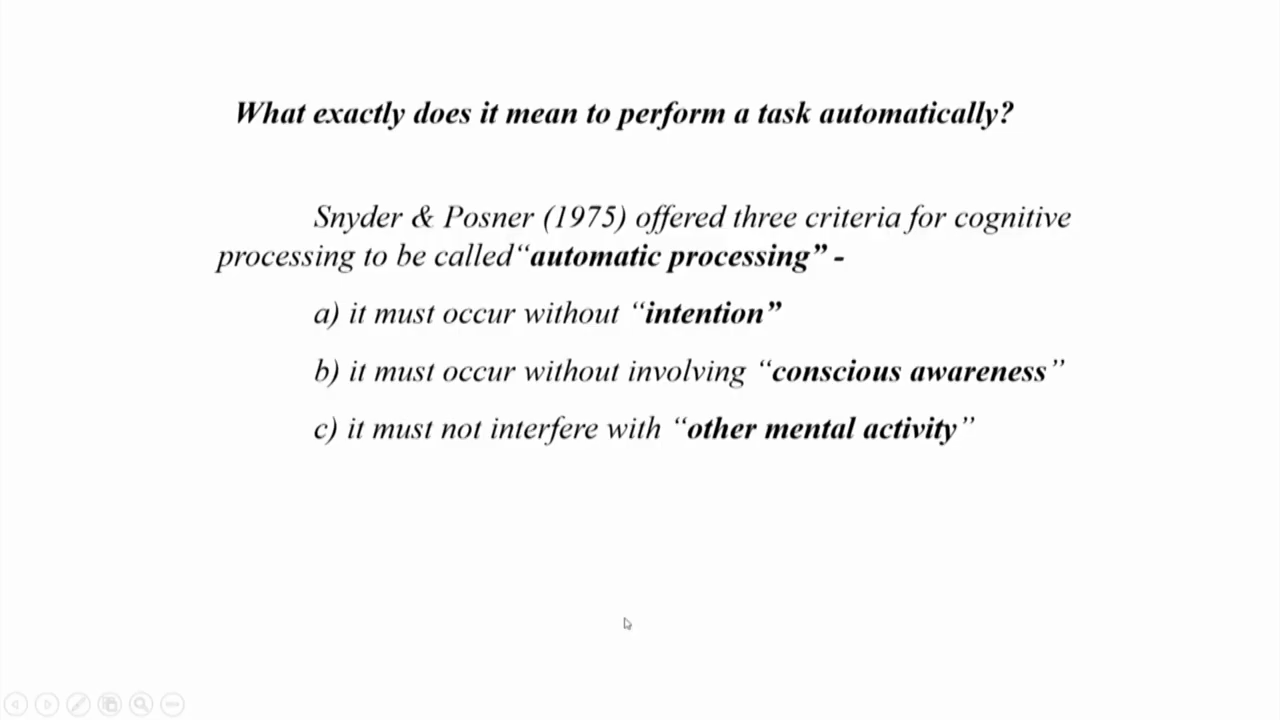 What exactly does it mean to perform a task automatically?
Snyder & Posner (1975) offered three criteria for cognitive
processing to be called“automatic processing” -
a) it must occur without “intention”
b) it must occur without involving “conscious awareness”
c) it must not interfere with “other mental activity”